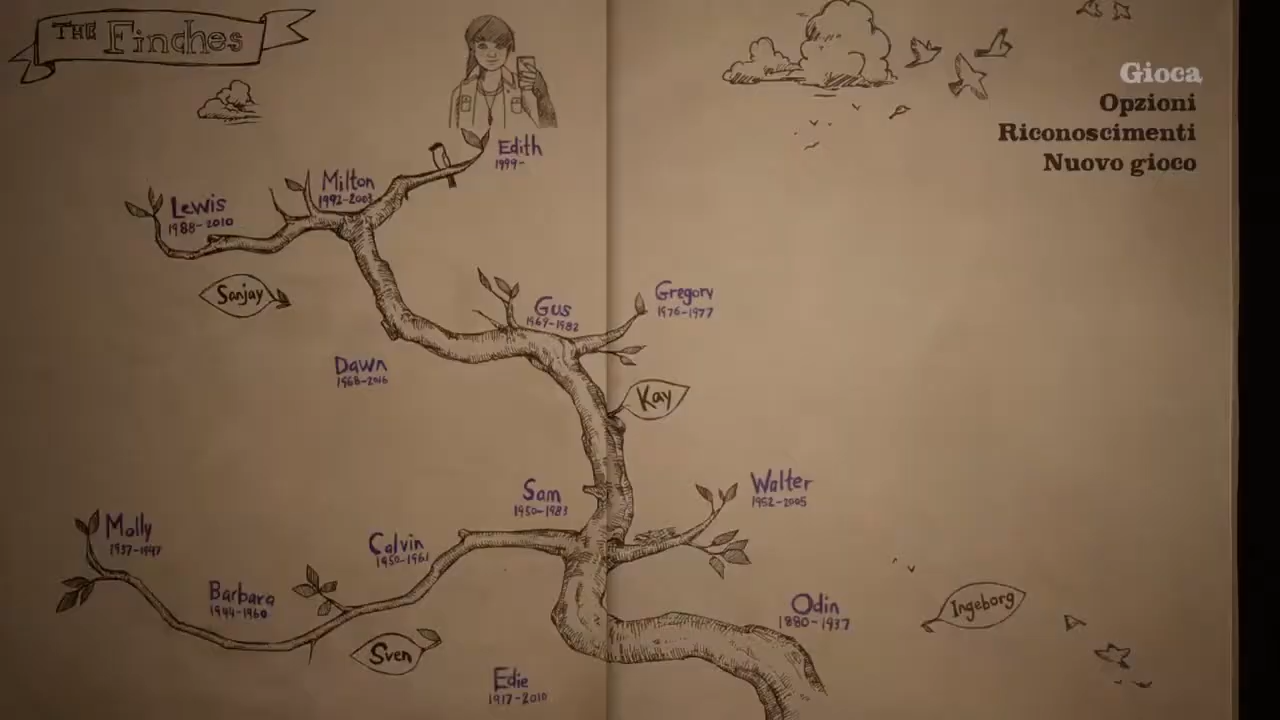 THE Finches
Gioca
Opzioni
Riconoscimenti
Nuovo gioco
Edith
1999-
Milton
1992-2003
Lewis
1988-2010
Sanjay
Gus
1969-1982
Gregory
1976-1977
Dawn
1968-2016
Kay
Sam
1950-1983
Walter
1952-2005
Molly
1937-1947
Calvin
1950-1961
Barbara
1944-1960
Sven
Odin
1880-1937
Ingeborg
Edie
1917-2010